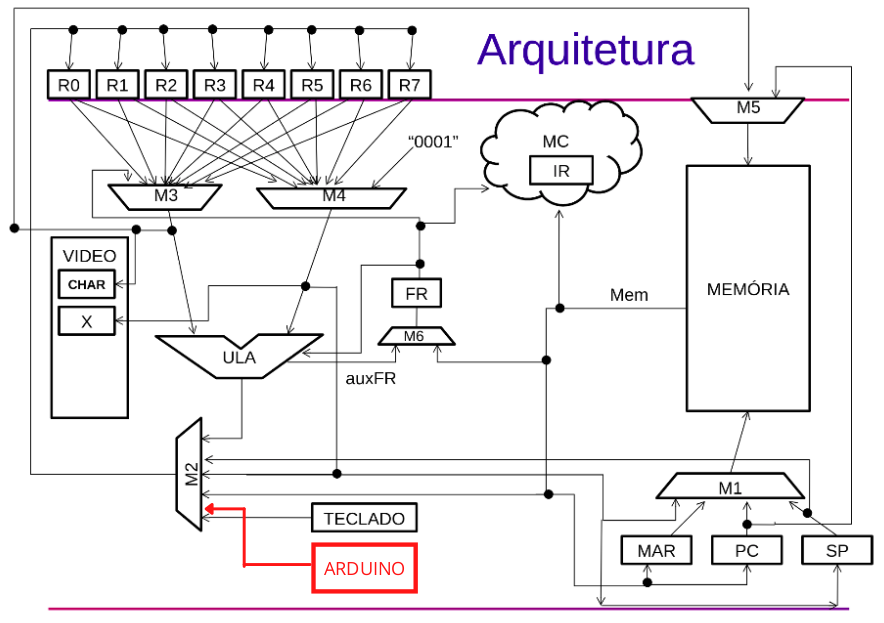 Arquitetura
R0 R1 R2 R3 R4 R5 R6 R7
M5
"0001"
MC
IR
M3
M4
VIDEO
CHAR
X
FR
Mem
MEMÓRIA
M6
ULA
auxFR
M2
M1
TECLADO
MAR
PC
SP
ARDUINO